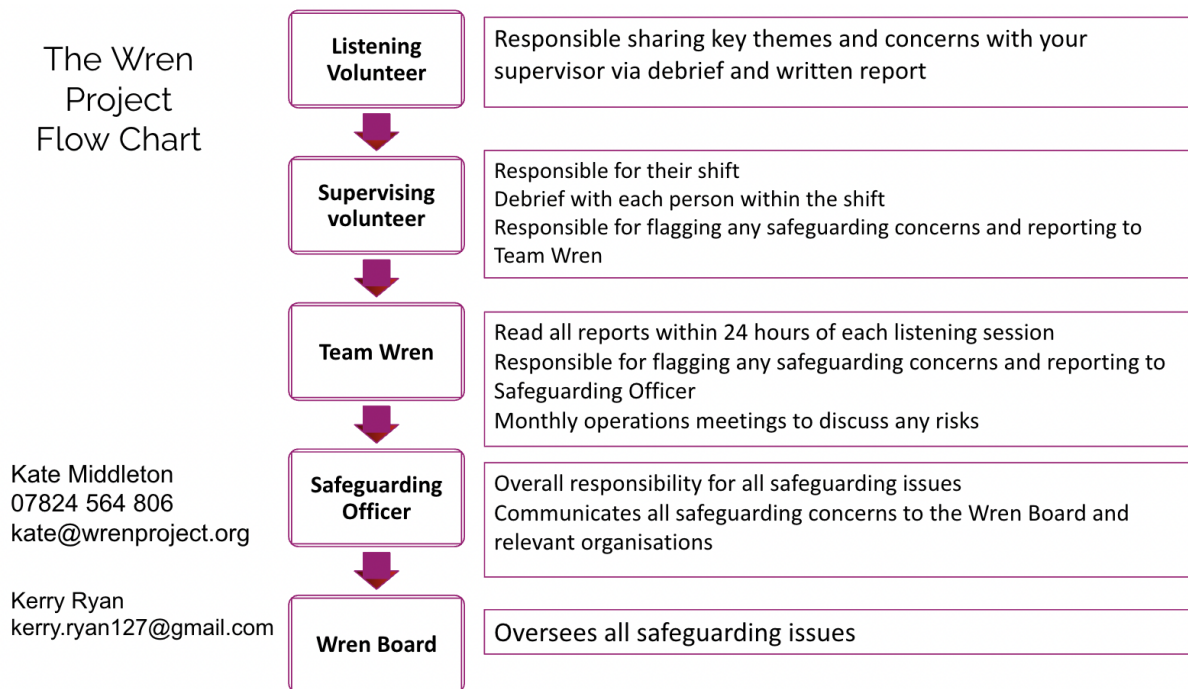 The Wren
Project
Flow Chart
Listening
Volunteer
Responsible sharing key themes and concerns with your
supervisor via debrief and written report
Supervising
volunteer
Responsible for their shift
Debrief with each person within the shift
Responsible for flagging any safeguarding concerns and reporting to
Team Wren
Team Wren
Read all reports within 24 hours of each listening session
Responsible for flagging any safeguarding concerns and reporting to
Safeguarding Officer
Monthly operations meetings to discuss any risks
Kate Middleton
07824 564 806
kate@wrenproject.org
Safeguarding
Officer
Overall responsibility for all safeguarding issues
Communicates all safeguarding concerns to the Wren Board and
relevant organisations
Kerry Ryan
kerry.ryan127@gmail.com
Wren Board
Oversees all safeguarding issues